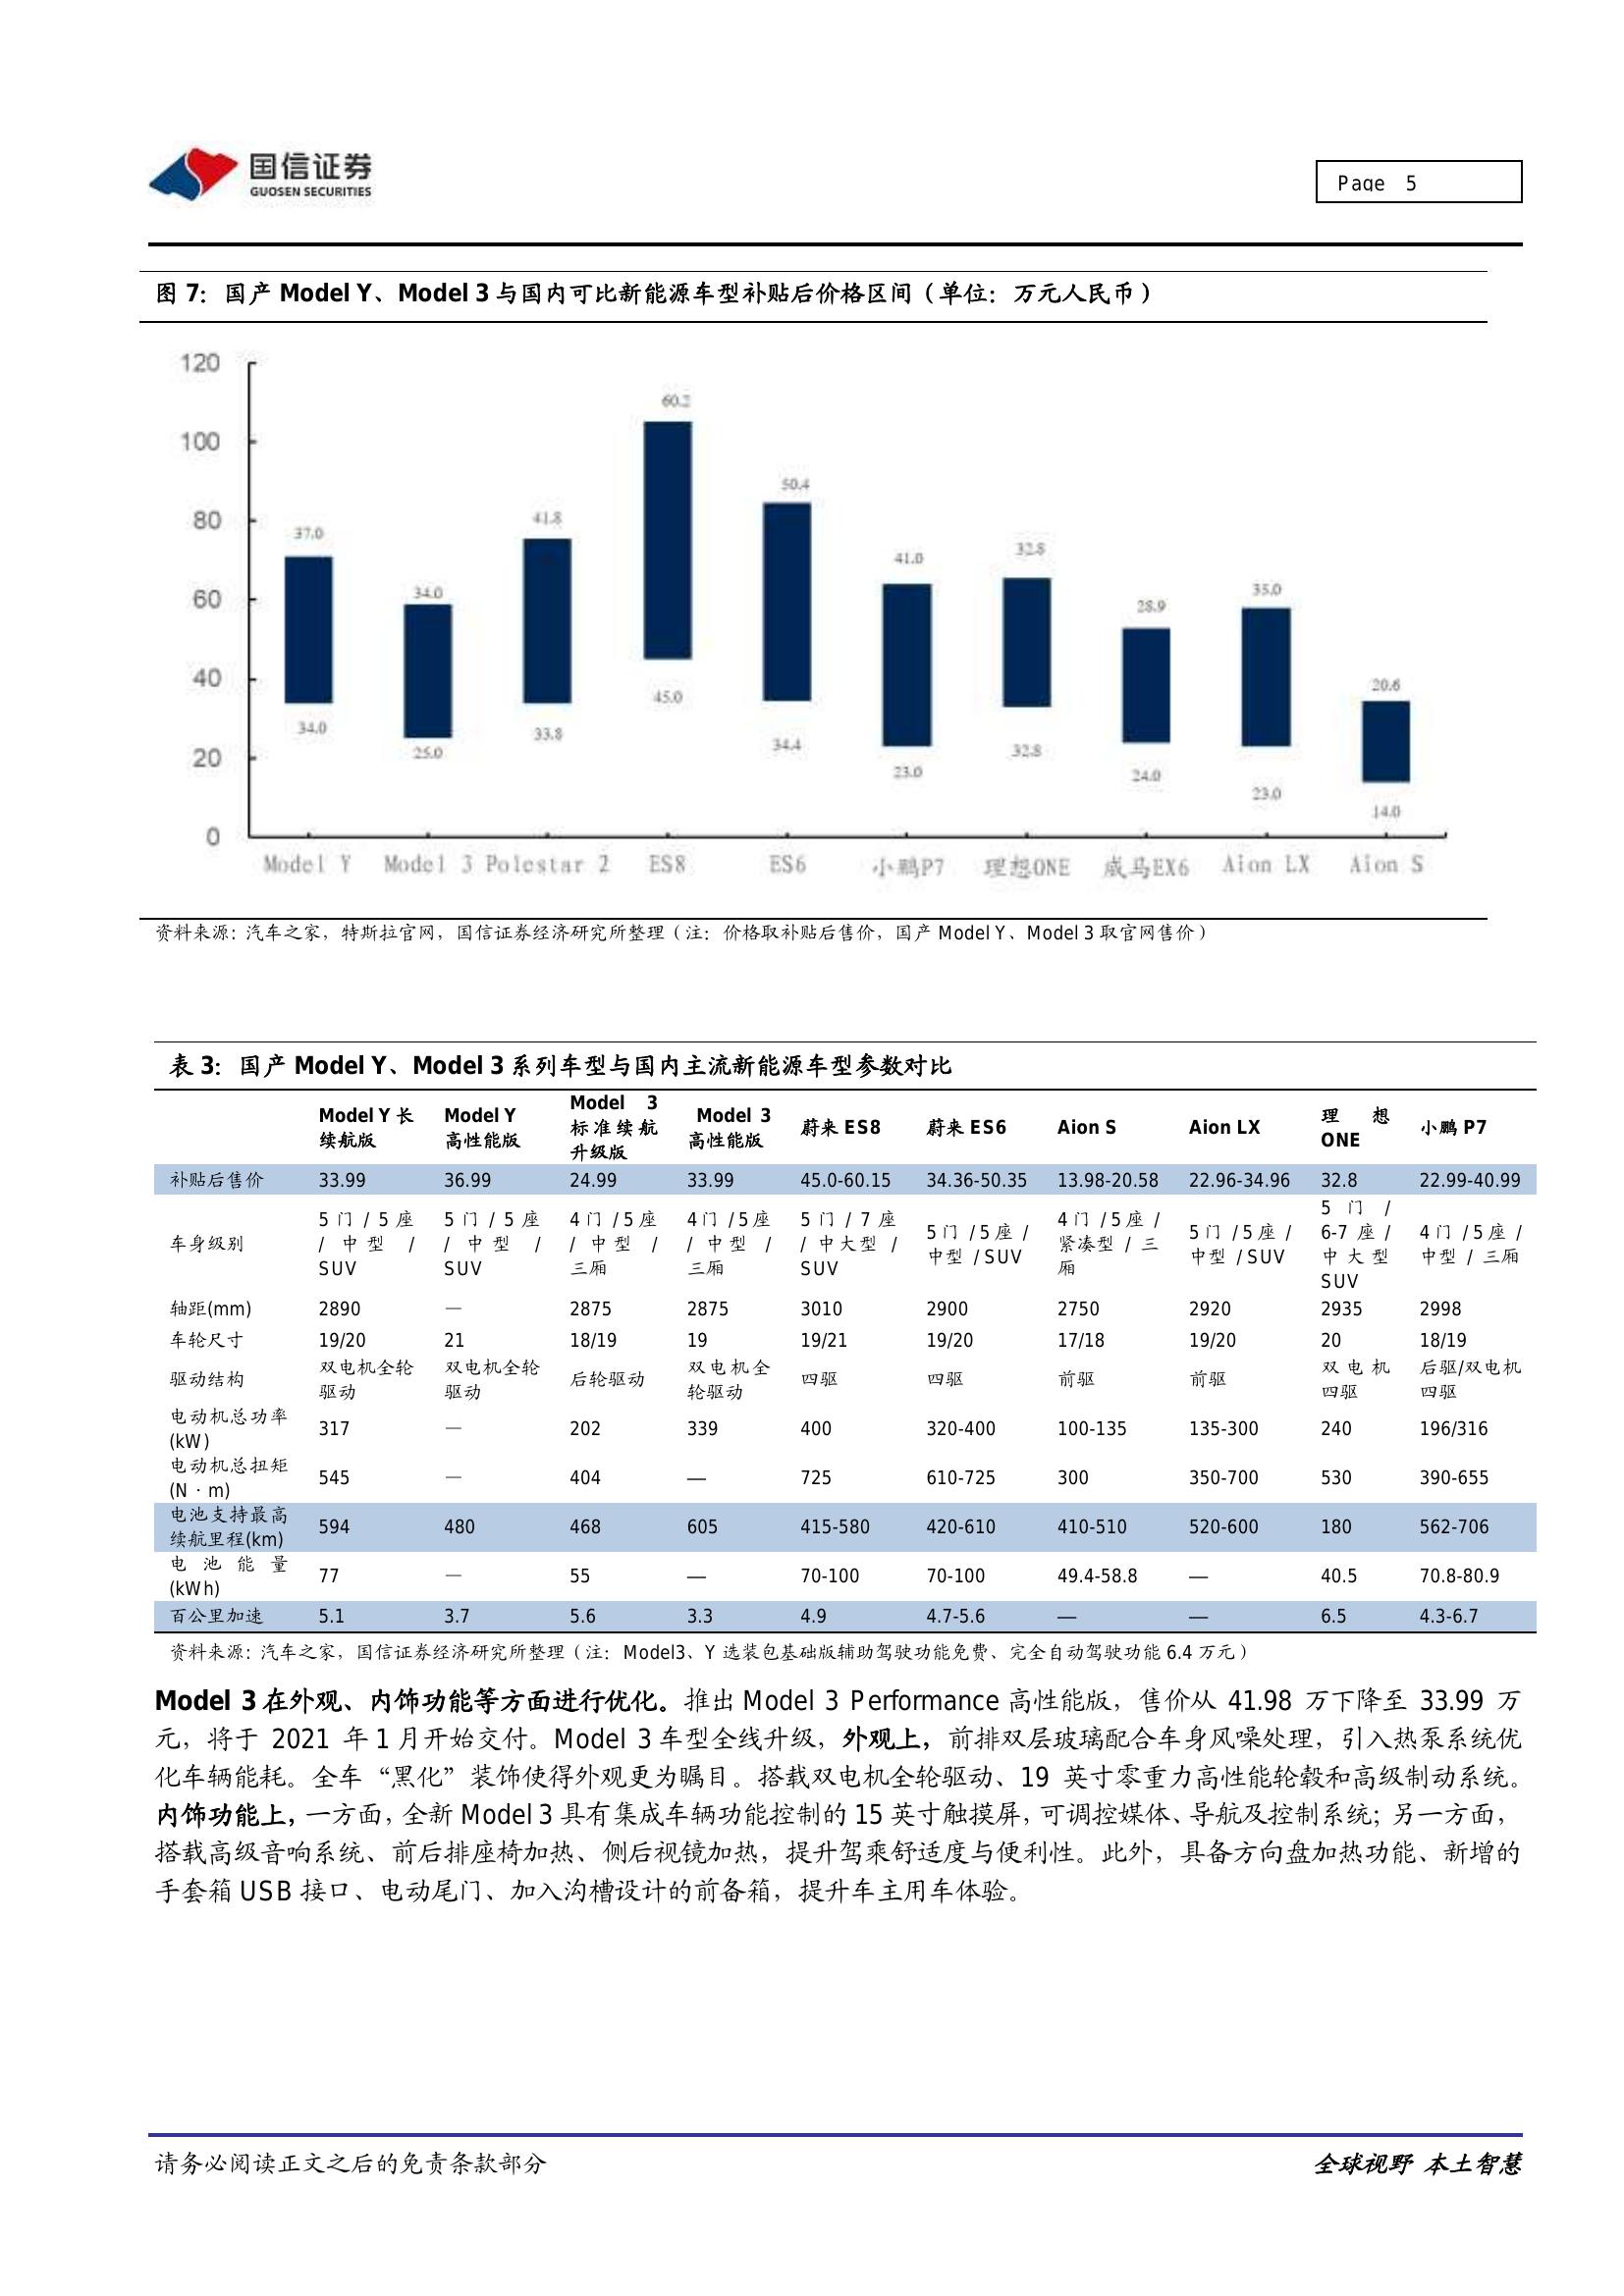 国信证券
GUOSEN SECURITIES
Page 5
图 7：国产 Model Y、Model 3 与国内可比新能源车型补贴后价格区间（单位：万元人民币）
120
100
80
60
40
20
0
37.0
34.0
34.0
25.0
41.8
33.8
60.2
45.0
50.4
34.4
41.0
23.0
32.8
32.8
28.9
24.0
35.0
23.0
20.6
14.0
Model Y Model 3 Polestar 2 ES8 ES6 小鹏P7 理想ONE 威马EX6 Aion LX Aion S
资料来源：汽车之家，特斯拉官网，国信证券经济研究所整理（注：价格取补贴后售价，国产 Model Y、Model 3 取官网售价）
表 3：国产 Model Y、Model 3 系列车型与国内主流新能源车型参数对比
Model Y 长续航版 Model Y 高性能版 Model 3 标准续航升级版 Model 3 高性能版 蔚来 ES8 蔚来 ES6 Aion S Aion LX 理想 ONE 小鹏 P7
补贴后售价 33.99 36.99 24.99 33.99 45.0-60.15 34.36-50.35 13.98-20.58 22.96-34.96 32.8 22.99-40.99
车身级别 5 门 / 5 座 / 中型 / SUV 5 门 / 5 座 / 中型 / SUV 4 门 /5 座 / 中型 / 三厢 4 门 /5 座 / 中型 / 三厢 5 门 / 7 座 / 中大型 / SUV 5 门 /5 座 / 中型 /SUV 4 门 /5 座 / 紧凑型 / 三厢 5 门 /5 座 / 中型 /SUV 5 门 / 6-7 座 / 中大型 SUV 4 门 /5 座 / 中型 / 三厢
轴距(mm) 2890 — 2875 2875 3010 2900 2750 2920 2935 2998
车轮尺寸 19/20 21 18/19 19 19/21 19/20 17/18 19/20 20 18/19
驱动结构 双电机全轮驱动 双电机全轮驱动 后轮驱动 双电机全轮驱动 四驱 四驱 前驱 前驱 双电机四驱 后驱/双电机四驱
电动机总功率(kW) 317 — 202 339 400 320-400 100-135 135-300 240 196/316
电动机总扭矩(N · m) 545 — 404 — 725 610-725 300 350-700 530 390-655
电池支持最高续航里程(km) 594 480 468 605 415-580 420-610 410-510 520-600 180 562-706
电池能量(kWh) 77 — 55 — 70-100 70-100 49.4-58.8 — 40.5 70.8-80.9
百公里加速 5.1 3.7 5.6 3.3 4.9 4.7-5.6 — — 6.5 4.3-6.7
资料来源：汽车之家，国信证券经济研究所整理（注：Model3、Y 选装包基础版辅助驾驶功能免费、完全自动驾驶功能 6.4 万元）
Model 3 在外观、内饰功能等方面进行优化。推出 Model 3 Performance 高性能版，售价从 41.98 万下降至 33.99 万
元，将于 2021 年 1 月开始交付。Model 3 车型全线升级，外观上，前排双层玻璃配合车身风噪处理，引入热泵系统优
化车辆能耗。全车“黑化”装饰使得外观更为瞩目。搭载双电机全轮驱动、19 英寸零重力高性能轮毂和高级制动系统。
内饰功能上，一方面，全新 Model 3 具有集成车辆功能控制的 15 英寸触摸屏，可调控媒体、导航及控制系统；另一方面，
搭载高级音响系统、前后排座椅加热、侧后视镜加热，提升驾乘舒适度与便利性。此外，具备方向盘加热功能、新增的
手套箱 USB 接口、电动尾门、加入沟槽设计的前备箱，提升车主用车体验。
请务必阅读正文之后的免责条款部分
全球视野 本土智慧